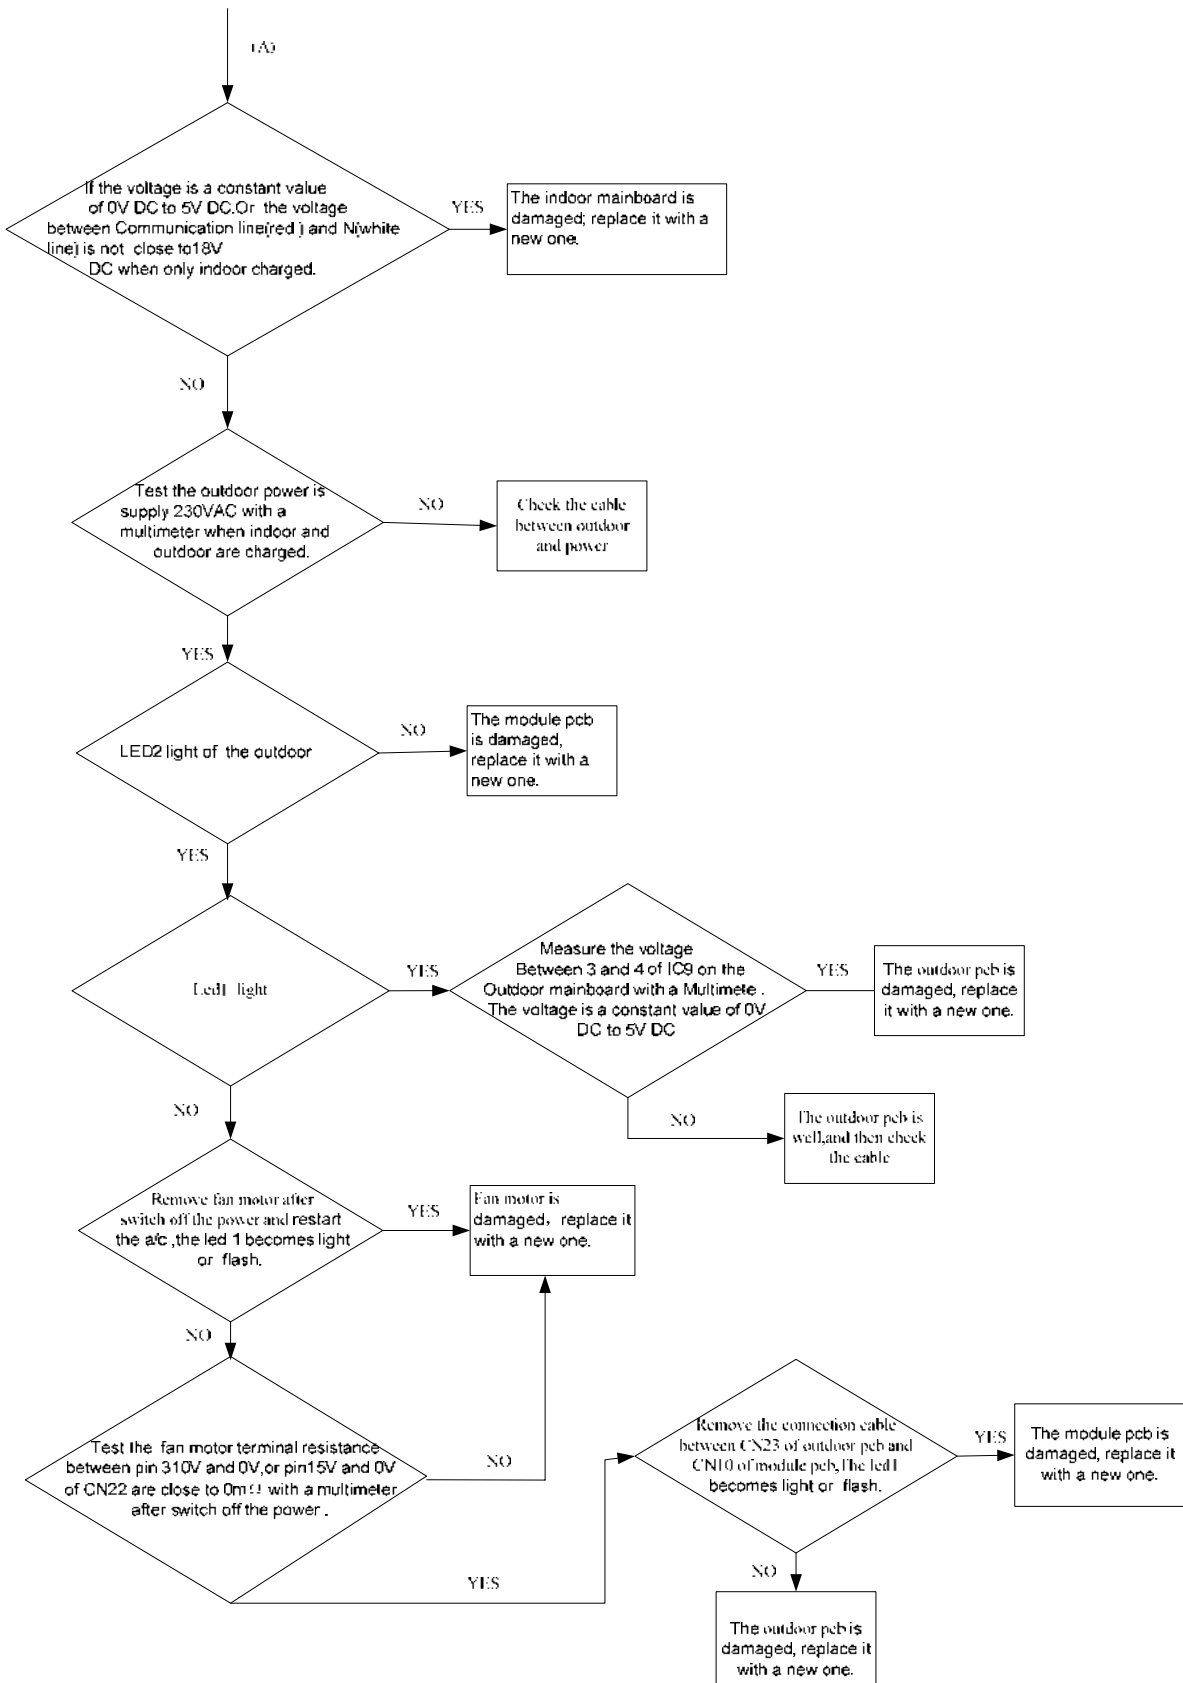 (A)
If the voltage is a constant value
of 0V DC to 5V DC.Or the voltage
between Communication line(red ) and N(white
line) is not close to18V
DC when only indoor charged.
YES
The indoor mainboard is
damaged; replace it with a
new one.
NO
Test the outdoor power is
supply 230VAC with a
multimeter when indoor and
outdoor are charged.
NO
Check the cable
between outdoor
and power
YES
LED2 light of the outdoor
NO
The module pcb
is damaged,
replace it with a
new one.
YES
Led1 light
YES
Measure the voltage
Between 3 and 4 of IC9 on the
Outdoor mainboard with a Multimete .
The voltage is a constant value of 0V
DC to 5V DC
YES
The outdoor pcb is
damaged, replace
it with a new one.
NO
The outdoor pcb is
well,and then check
the cable
NO
Remove fan motor after
switch off the power and restart
the a/c ,the led 1 becomes light
or flash.
YES
Fan motor is
damaged, replace it
with a new one.
NO
Test the fan motor terminal resistance
between pin 310V and 0V,or pin15V and 0V
of CN22 are close to 0mΩ with a multimeter
after switch off the power .
NO
YES
Remove the connection cable
between CN23 of outdoor pcb and
CN10 of module pcb,The led1
becomes light or flash.
YES
The module pcb is
damaged, replace it
with a new one.
NO
The outdoor pcb is
damaged, replace it
with a new one.